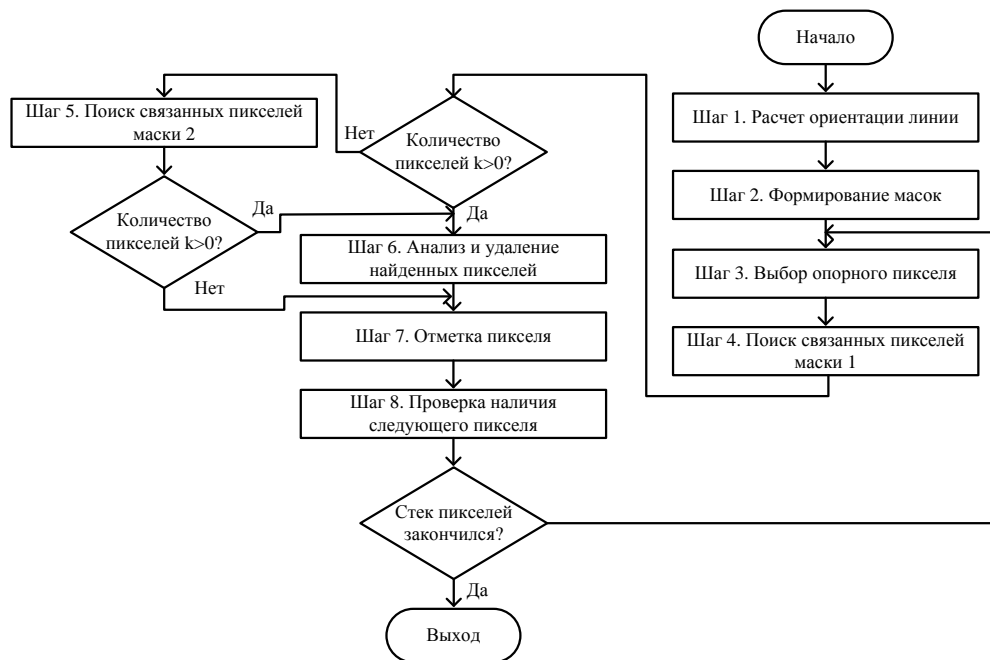 Начало
Шаг 1. Расчет ориентации линии
Шаг 2. Формирование масок
Шаг 3. Выбор опорного пикселя
Шаг 4. Поиск связанных пикселей
маски 1
Количество
пикселей k>0?
Нет
Да
Шаг 5. Поиск связанных пикселей
маски 2
Количество
пикселей k>0?
Да
Нет
Шаг 6. Анализ и удаление
найденных пикселей
Шаг 7. Отметка пикселя
Шаг 8. Проверка наличия
следующего пикселя
Стек пикселей
закончился?
Да
Выход